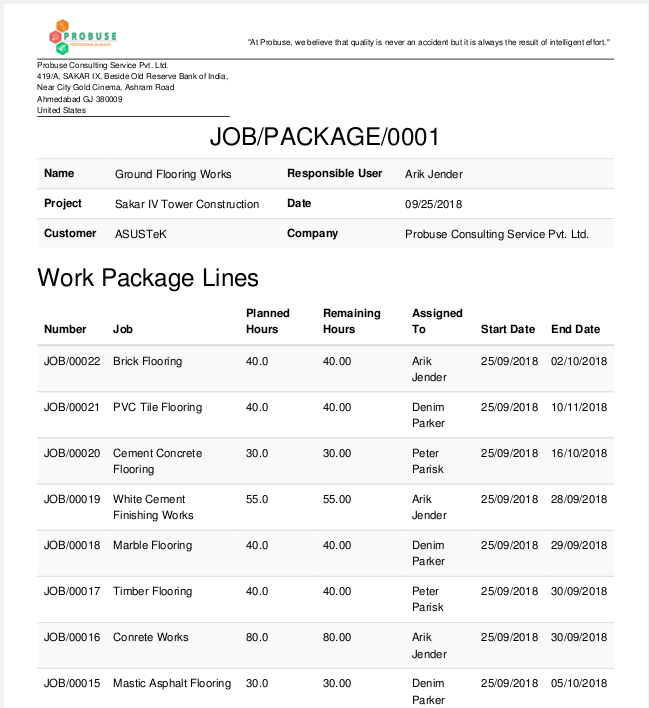 PROBUSE
"At Probuse, we believe that quality is never an accident but it is always the result of intelligent effort."
Probuse Consulting Service Pvt. Ltd.
419/A, SAKAR IX, Beside Old Reserve Bank of India,
Near City Gold Cinema, Ashram Road
Ahmedabad GJ 380009
United States
JOB/PACKAGE/0001
Name Ground Flooring Works Responsible User Arik Jender
Project Sakar IV Tower Construction Date 09/25/2018
Customer ASUSTeK Company Probuse Consulting Service Pvt. Ltd.
Work Package Lines
Planned Remaining Assigned
Number Job Hours Hours To Start Date End Date
JOB/00022 Brick Flooring 40.0 40.00 Arik 25/09/2018 02/10/2018
Jender
JOB/00021 PVC Tile Flooring 40.0 40.00 Denim 25/09/2018 10/11/2018
Parker
JOB/00020 Cement Concrete 30.0 30.00 Peter 25/09/2018 16/10/2018
Flooring Parisk
JOB/00019 White Cement 55.0 55.00 Arik 25/09/2018 28/09/2018
Finishing Works Jender
JOB/00018 Marble Flooring 40.0 40.00 Denim 25/09/2018 29/09/2018
Parker
JOB/00017 Timber Flooring 40.0 40.00 Peter 25/09/2018 30/09/2018
Parisk
JOB/00016 Conrete Works 80.0 80.00 Arik 25/09/2018 30/09/2018
Jender
JOB/00015 Mastic Asphalt Flooring 30.0 30.00 Denim 25/09/2018 05/10/2018
Parker